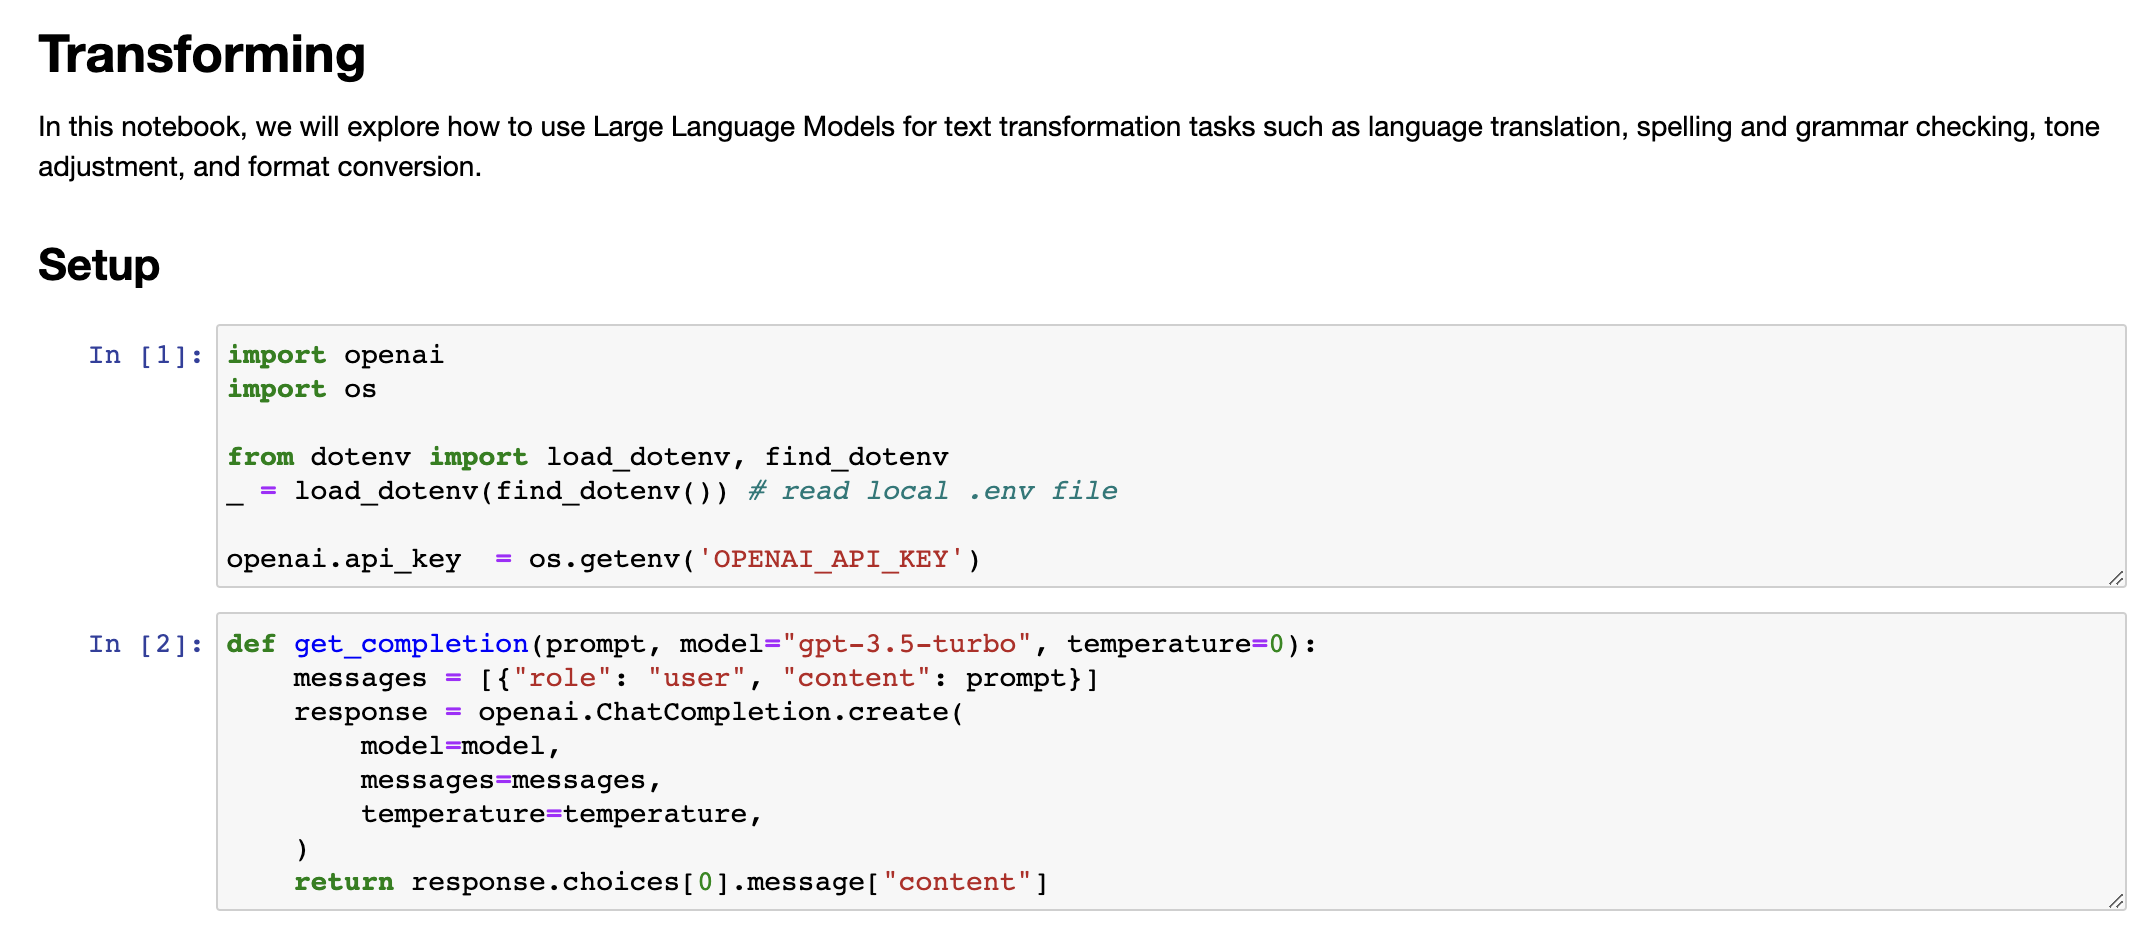 Transforming
In this notebook, we will explore how to use Large Language Models for text transformation tasks such as language translation, spelling and grammar checking, tone
adjustment, and format conversion.
Setup
In [1]: import openai
import os
from dotenv import load_dotenv, find_dotenv
_ = load_dotenv(find_dotenv()) # read local .env file
openai.api_key  = os.getenv('OPENAI_API_KEY')
In [2]: def get_completion(prompt, model="gpt-3.5-turbo", temperature=0):
    messages = [{"role": "user", "content": prompt}]
    response = openai.ChatCompletion.create(
        model=model,
        messages=messages,
        temperature=temperature,
    )
    return response.choices[0].message["content"]